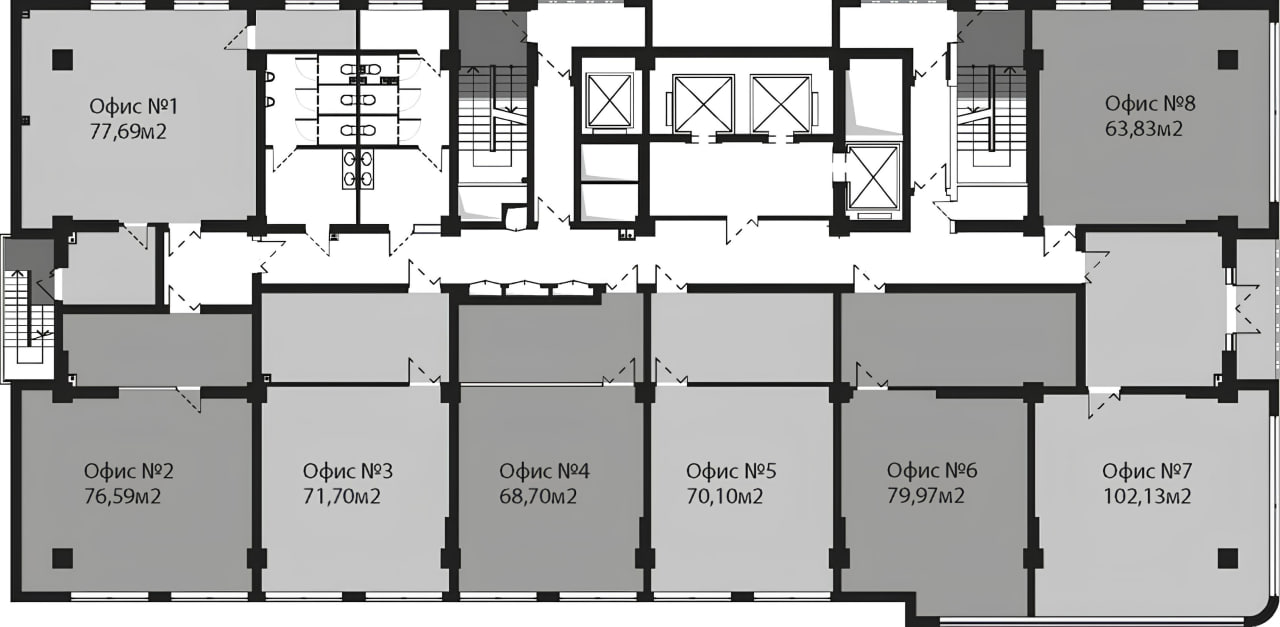 Офис №1
77,69м2
Офис №8
63,83м2
Офис №2
76,59м2
Офис №3
71,70м2
Офис №4
68,70м2
Офис №5
70,10м2
Офис №6
79,97м2
Офис №7
102,13м2